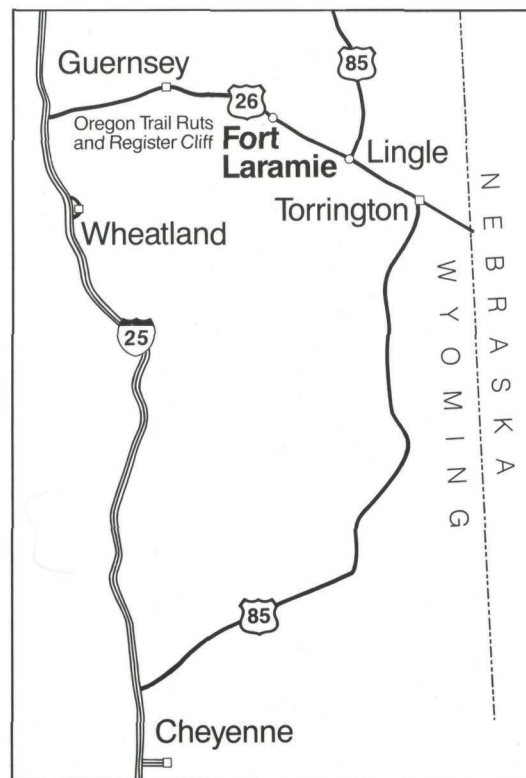 85
Guernsey
26
Oregon Trail Ruts
and Register Cliff
Fort
Laramie
Lingle
Torrington
Wheatland
25
NEBRASKA
WYOMING
85
Cheyenne